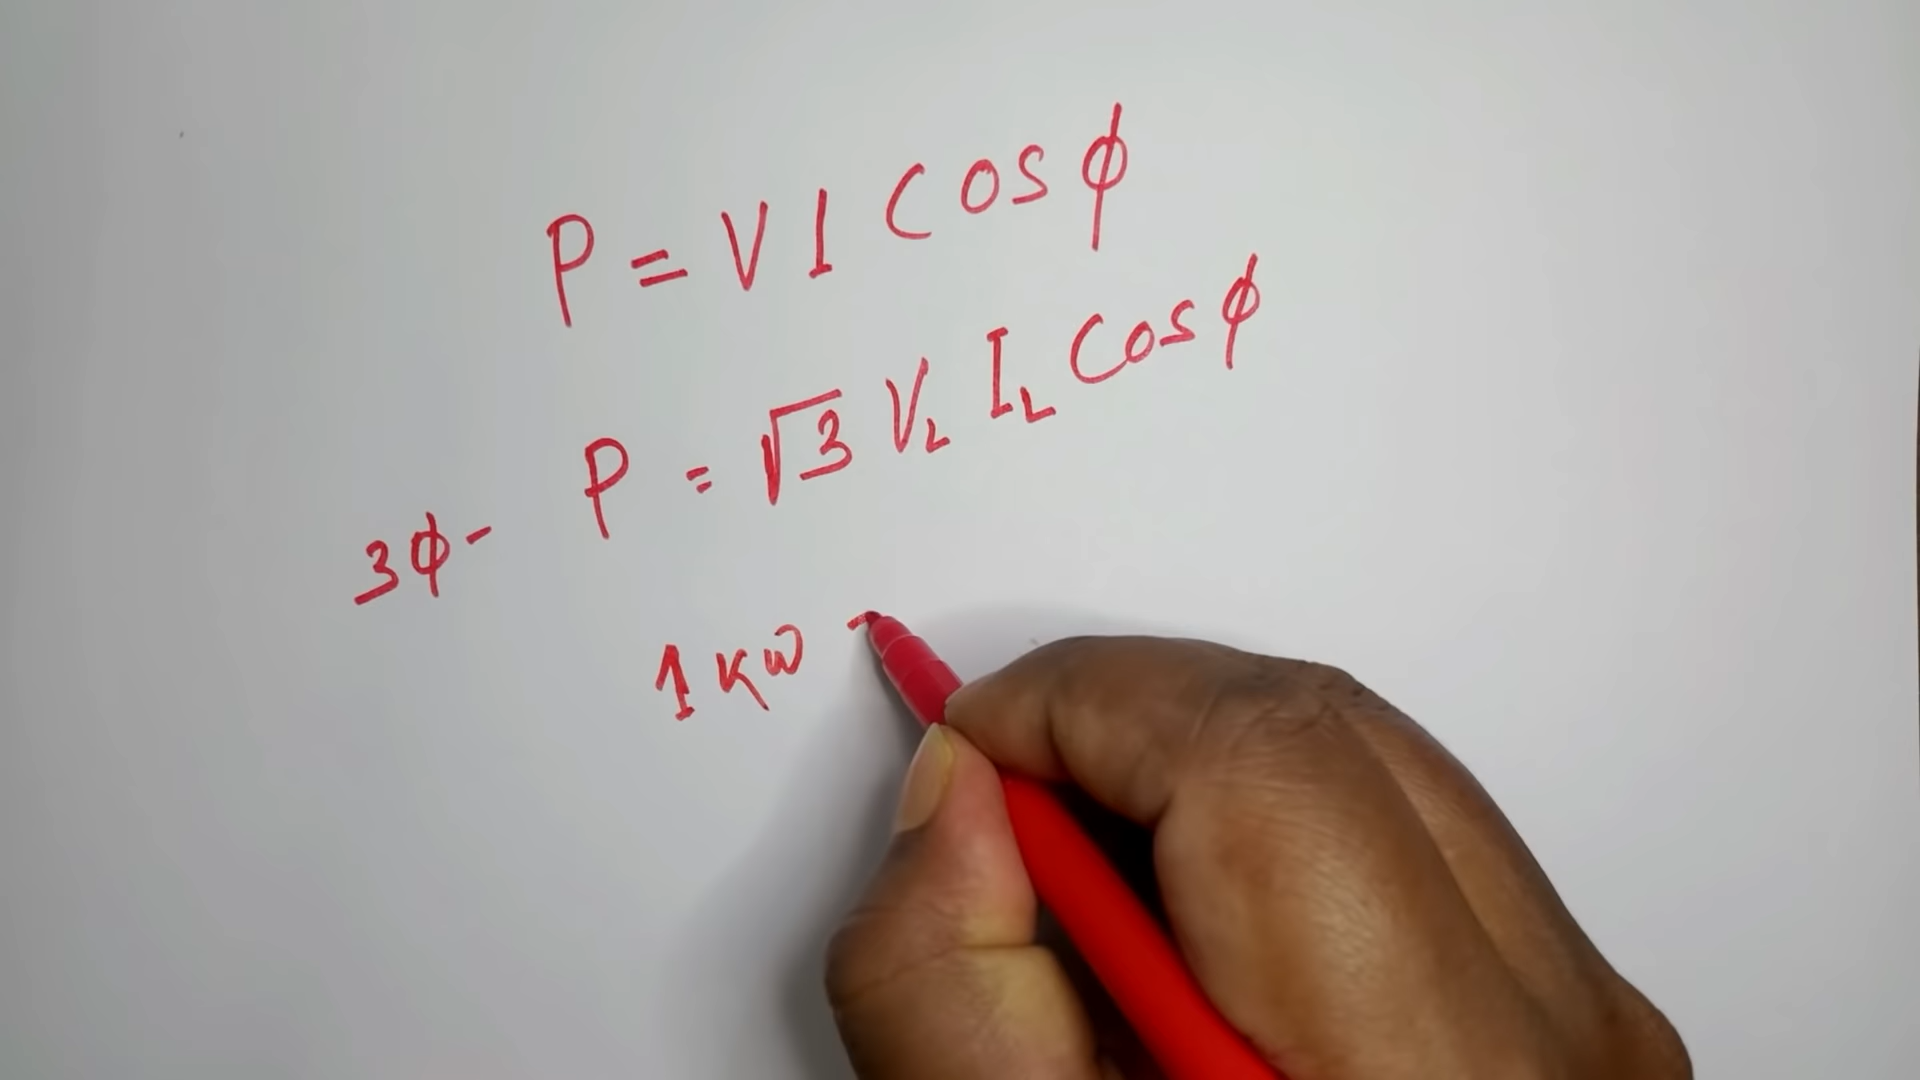 P = V I Cos ϕ
3ϕ- P = √3 V_L I_L Cos ϕ
1 KW -